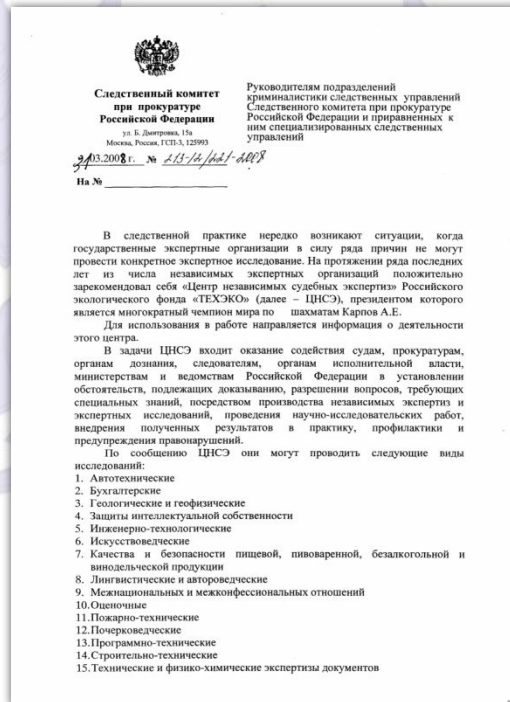 Следственный комитет
при прокуратуре
Российской Федерации
ул. Б. Дмитровка, 15а
Москва, Россия, ГСП-3, 125993
03.2008 г. № 213-/2/221-2008
На №
Руководителям подразделений
криминалистики следственных управлений
Следственного комитета при прокуратуре
Российской Федерации и приравненных к
ним специализированных следственных
управлений
В следственной практике нередко возникают ситуации, когда
государственные экспертные организации в силу ряда причин не могут
провести конкретное экспертное исследование. На протяжении ряда последних
лет из числа независимых экспертных организаций положительно
зарекомендовал себя «Центр независимых судебных экспертиз» Российского
экологического фонда «ТЕХЭКО» (далее – ЦНСЭ), президентом которого
является многократный чемпион мира по шахматам Карпов А.Е.
Для использования в работе направляется информация о деятельности
этого центра.
В задачи ЦНСЭ входит оказание содействия судам, прокуратурам,
органам дознания, следователям, органам исполнительной власти,
министерствам и ведомствам Российской Федерации в установлении
обстоятельств, подлежащих доказыванию, разрешении вопросов, требующих
специальных знаний, посредством производства независимых экспертиз и
экспертных исследований, проведения научно-исследовательских работ,
внедрения полученных результатов в практику, профилактики и
предупреждения правонарушений.
По сообщению ЦНСЭ они могут проводить следующие виды
исследований:
1. Автотехнические
2. Бухгалтерские
3. Геологические и геофизические
4. Защиты интеллектуальной собственности
5. Инженерно-технологические
6. Искусствоведческие
7. Качества и безопасности пищевой, пивоваренной, безалкогольной и
винодельческой продукции
8. Лингвистические и автороведческие
9. Межнациональных и межконфессиональных отношений
10.Оценочные
11.Пожарно-технические
12.Почерковедческие
13.Программно-технические
14.Строительно-технические
15.Технические и физико-химические экспертизы документов